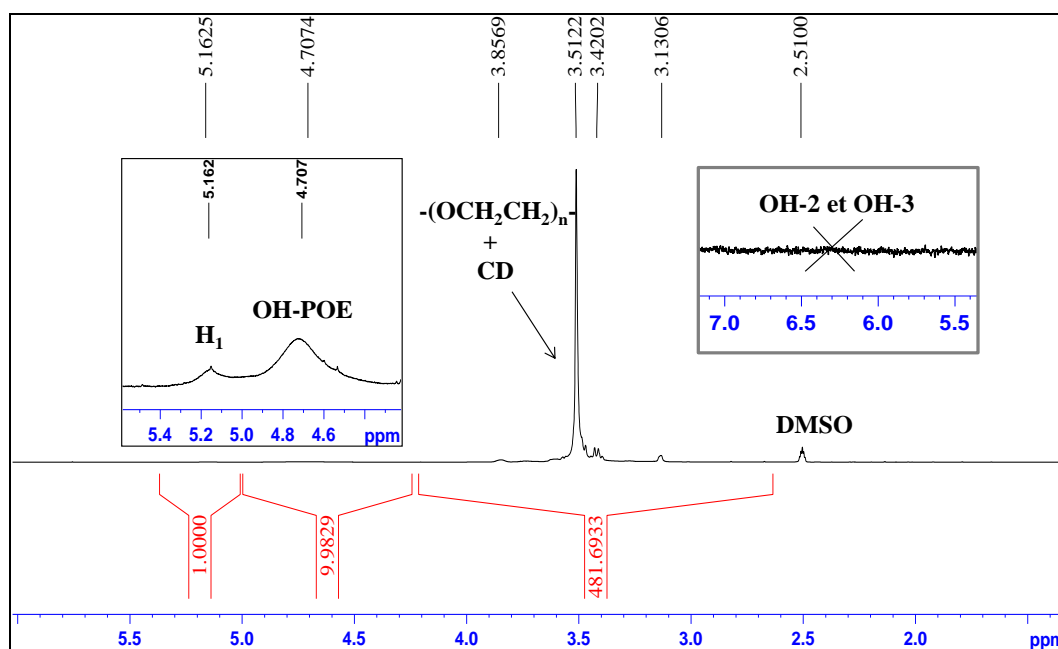 5.1625
4.7074
3.8569
3.5122
3.4202
3.1306
2.5100
5.162
4.707
H1
OH-POE
5.4 5.2 5.0 4.8 4.6 ppm
-(OCH2CH2)n-
+
CD
OH-2 et OH-3
7.0 6.5 6.0 5.5
DMSO
1.0000
9.9829
481.6933
5.5 5.0 4.5 4.0 3.5 3.0 2.5 2.0 ppm